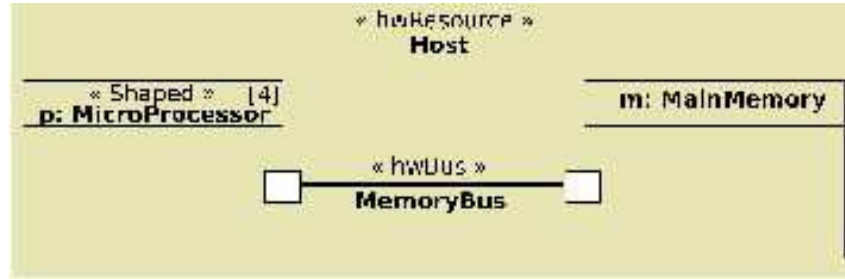 « hwResource »
Host
« Shaped » [4]
p: MicroProcessor
m: MainMemory
« hwBus »
MemoryBus